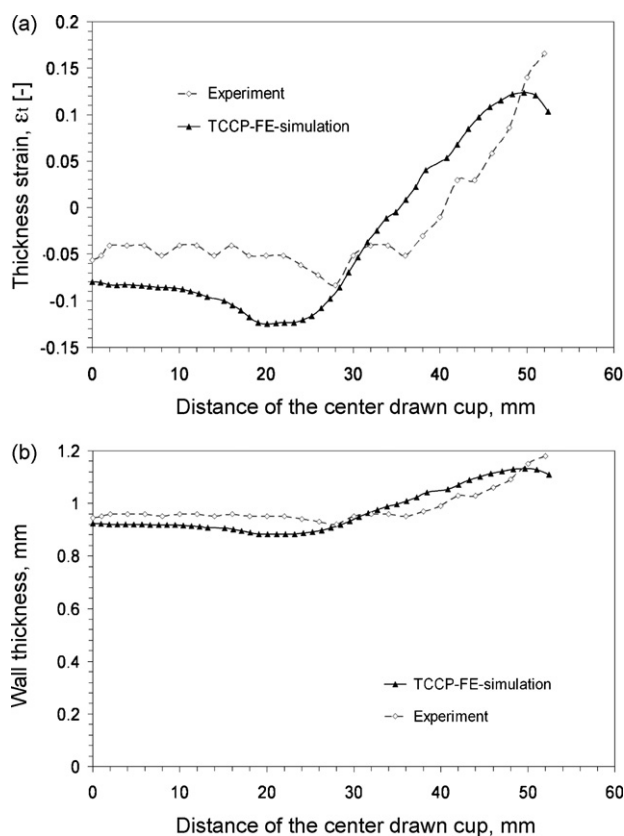 (a)
0.2
0.15
0.1
0.05
0
-0.05
-0.1
-0.15
Thickness strain, εt [-]
Experiment
TCCP-FE-simulation
0 10 20 30 40 50 60
Distance of the center drawn cup, mm
(b)
1.2
1
0.8
0.6
0.4
0.2
0
Wall thickness, mm
TCCP-FE-simulation
Experiment
0 10 20 30 40 50 60
Distance of the center drawn cup, mm